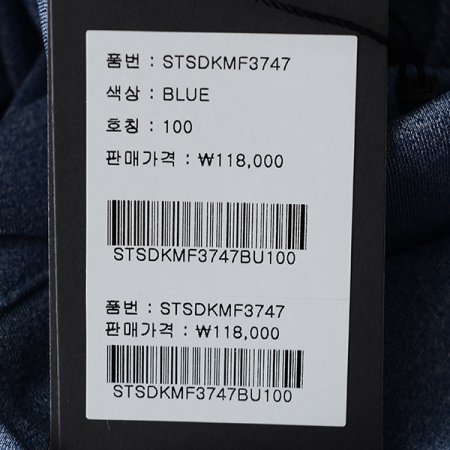 품번 : STSDKMF3747
색상 : BLUE
호칭 : 100
판매가격 : ₩118,000
STSDKMF3747BU100
품번 : STSDKMF3747
판매가격 : ₩118,000
STSDKMF3747BU100